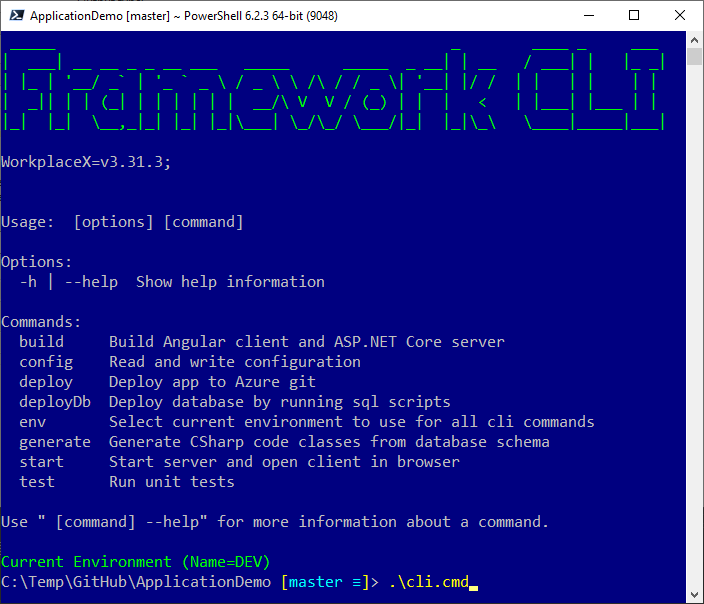 ApplicationDemo [master] ~ PowerShell 6.2.3 64-bit (9048)
Framework CLI
WorkplaceX=v3.31.3;
Usage:  [options] [command]
Options:
  -h | --help  Show help information
Commands:
  build     Build Angular client and ASP.NET Core server
  config    Read and write configuration
  deploy    Deploy app to Azure git
  deployDb  Deploy database by running sql scripts
  env       Select current environment to use for all cli commands
  generate  Generate CSharp code classes from database schema
  start     Start server and open client in browser
  test      Run unit tests
Use " [command] --help" for more information about a command.
Current Environment (Name=DEV)
C:\Temp\GitHub\ApplicationDemo [master ≡]> .\cli.cmd